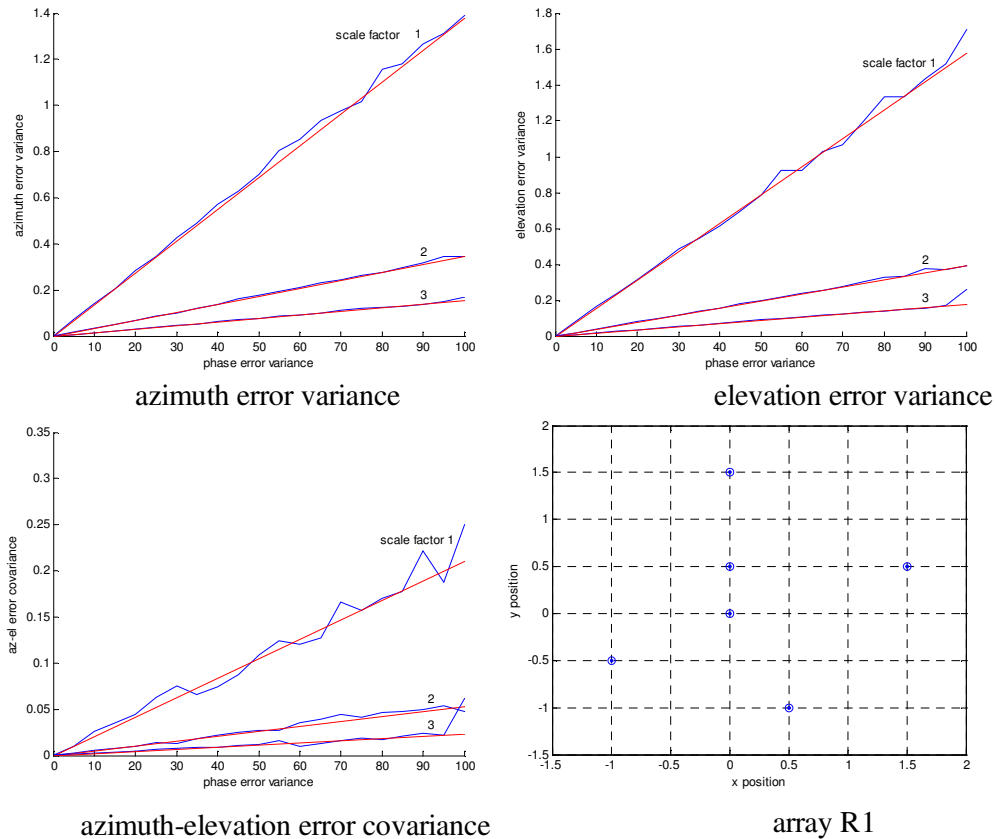 1.4
1.2
1
0.8
0.6
0.4
0.2
0
azimuth error variance
scale factor 1
2
3
0 10 20 30 40 50 60 70 80 90 100
phase error variance
azimuth error variance
1.8
1.6
1.4
1.2
1
0.8
0.6
0.4
0.2
0
elevation error variance
scale factor 1
2
3
0 10 20 30 40 50 60 70 80 90 100
phase error variance
elevation error variance
0.35
0.3
0.25
0.2
0.15
0.1
0.05
0
az-el error covariance
scale factor 1
2
3
0 10 20 30 40 50 60 70 80 90 100
phase error variance
azimuth-elevation error covariance
2
1.5
1
0.5
0
-0.5
-1
-1.5
y position
-1.5 -1 -0.5 0 0.5 1 1.5 2
x position
array R1